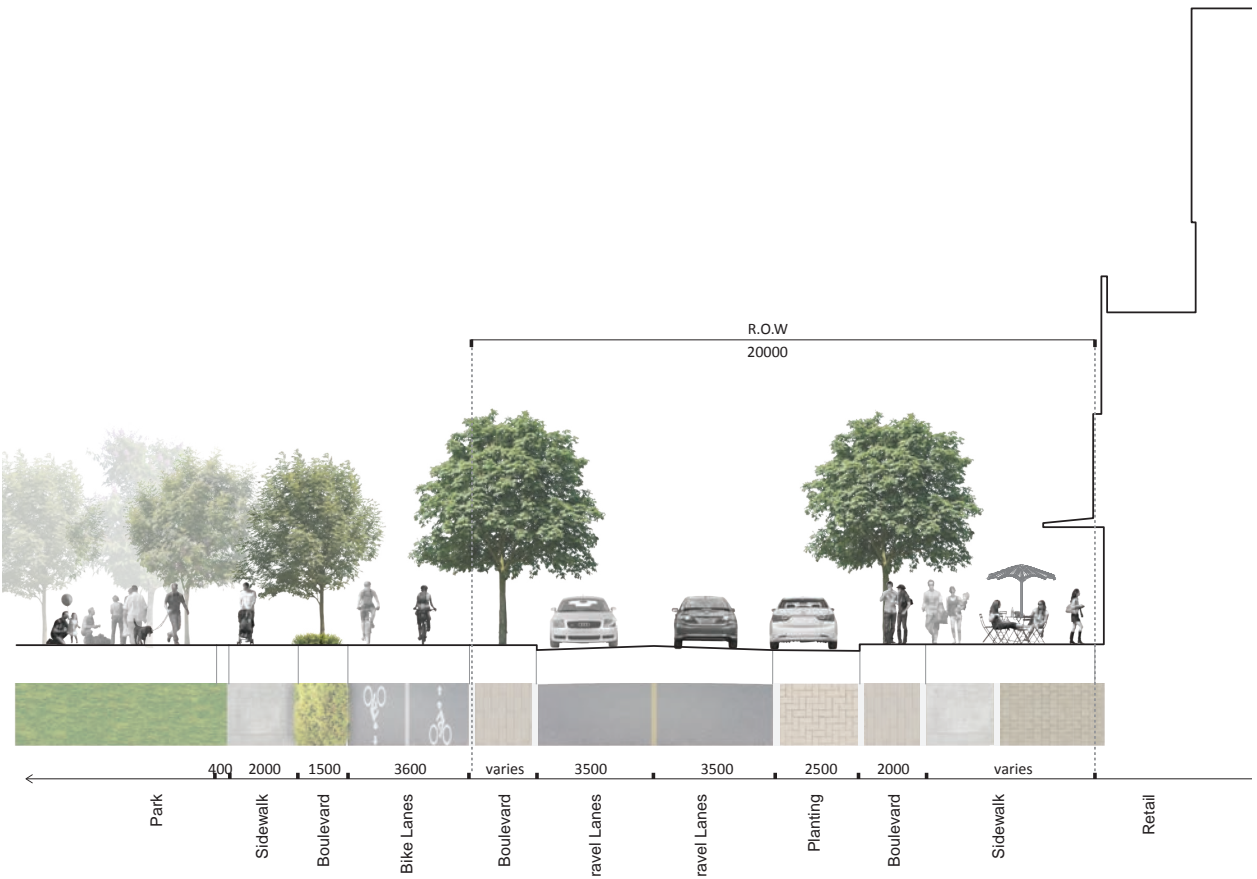 R.O.W
20000
400 2000 1500 3600 varies 3500 3500 2500 2000 varies
Park
Sidewalk
Boulevard
Bike Lanes
Boulevard
ravel Lanes
ravel Lanes
Planting
Boulevard
Sidewalk
Retail